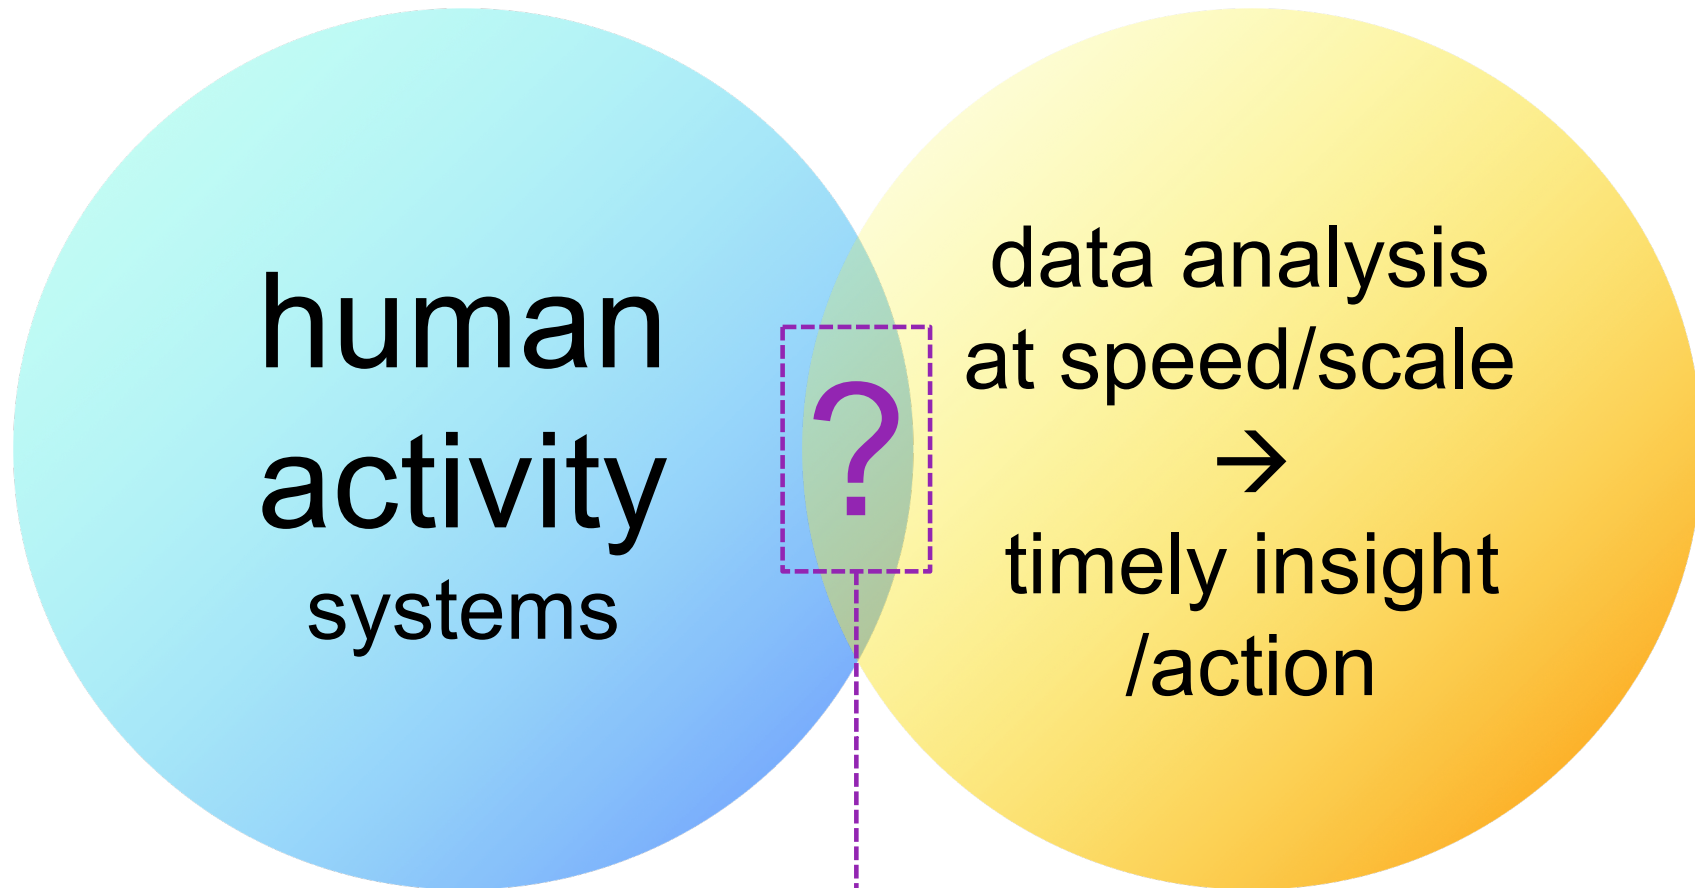 human
activity
systems
?
data analysis
at speed/scale
→
timely insight
/action